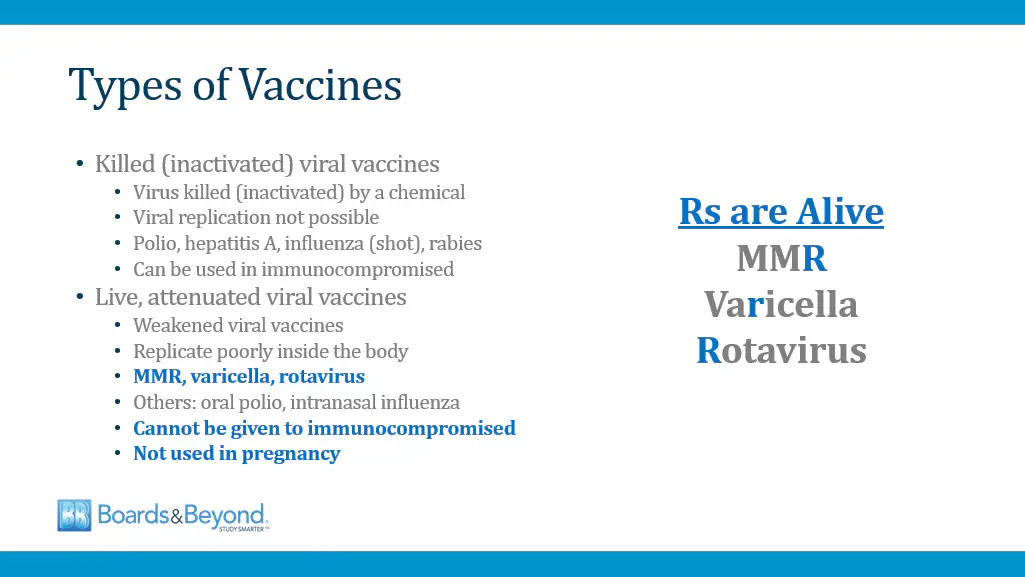 Types of Vaccines
• Killed (inactivated) viral vaccines
• Virus killed (inactivated) by a chemical
• Viral replication not possible
• Polio, hepatitis A, influenza (shot), rabies
• Can be used in immunocompromised
• Live, attenuated viral vaccines
• Weakened viral vaccines
• Replicate poorly inside the body
• MMR, varicella, rotavirus
• Others: oral polio, intranasal influenza
• Cannot be given to immunocompromised
• Not used in pregnancy
Rs are Alive
MMR
Varicella
Rotavirus
BB Boards&Beyond®
STUDY SMARTER™